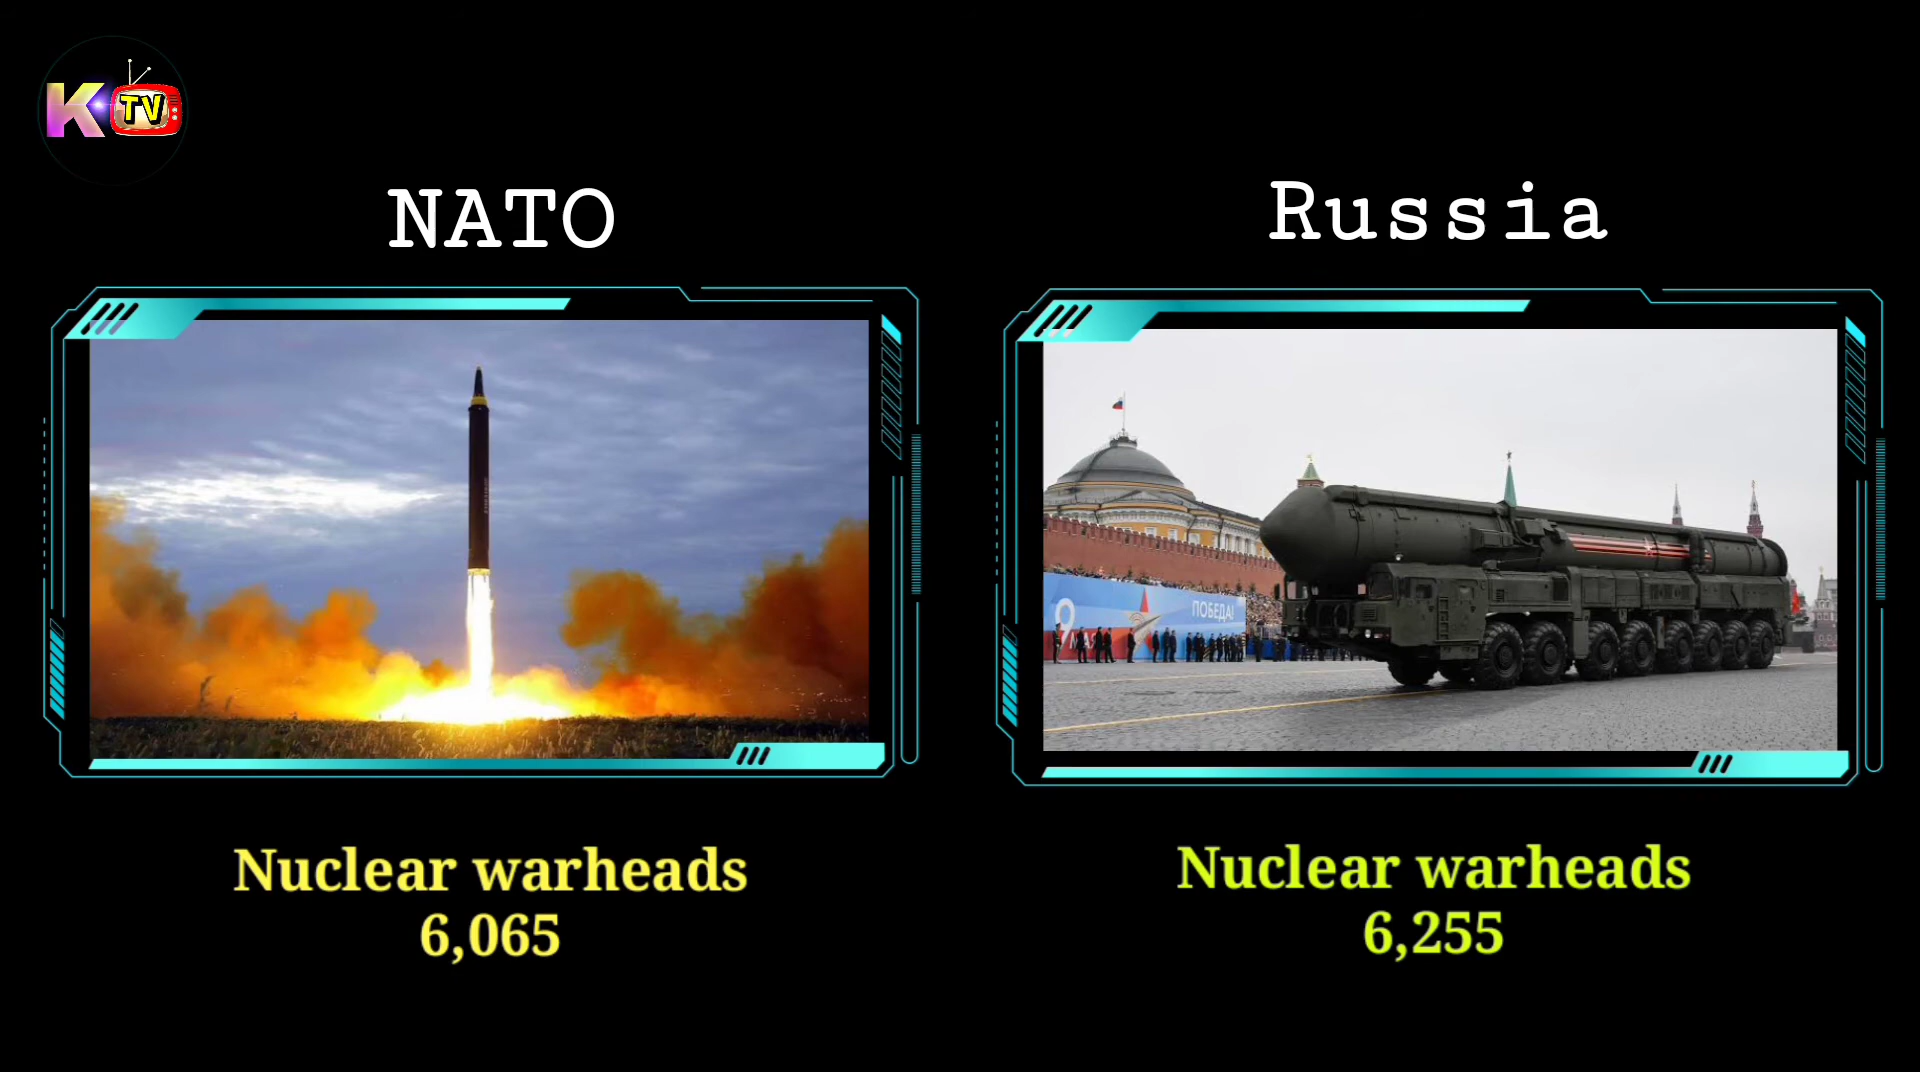 K TV
NATO
Russia
ПОБЕДА!
Nuclear warheads
6,065
Nuclear warheads
6,255